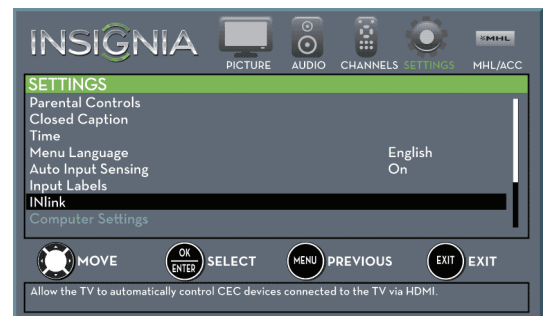 INSIGNIA
PICTURE AUDIO CHANNELS SETTINGS MHL MHL/ACC
SETTINGS
Parental Controls
Closed Caption
Time
Menu Language English
Auto Input Sensing On
Input Labels
INlink
Computer Settings
MOVE OK ENTER SELECT MENU PREVIOUS EXIT EXIT
Allow the TV to automatically control CEC devices connected to the TV via HDMI.